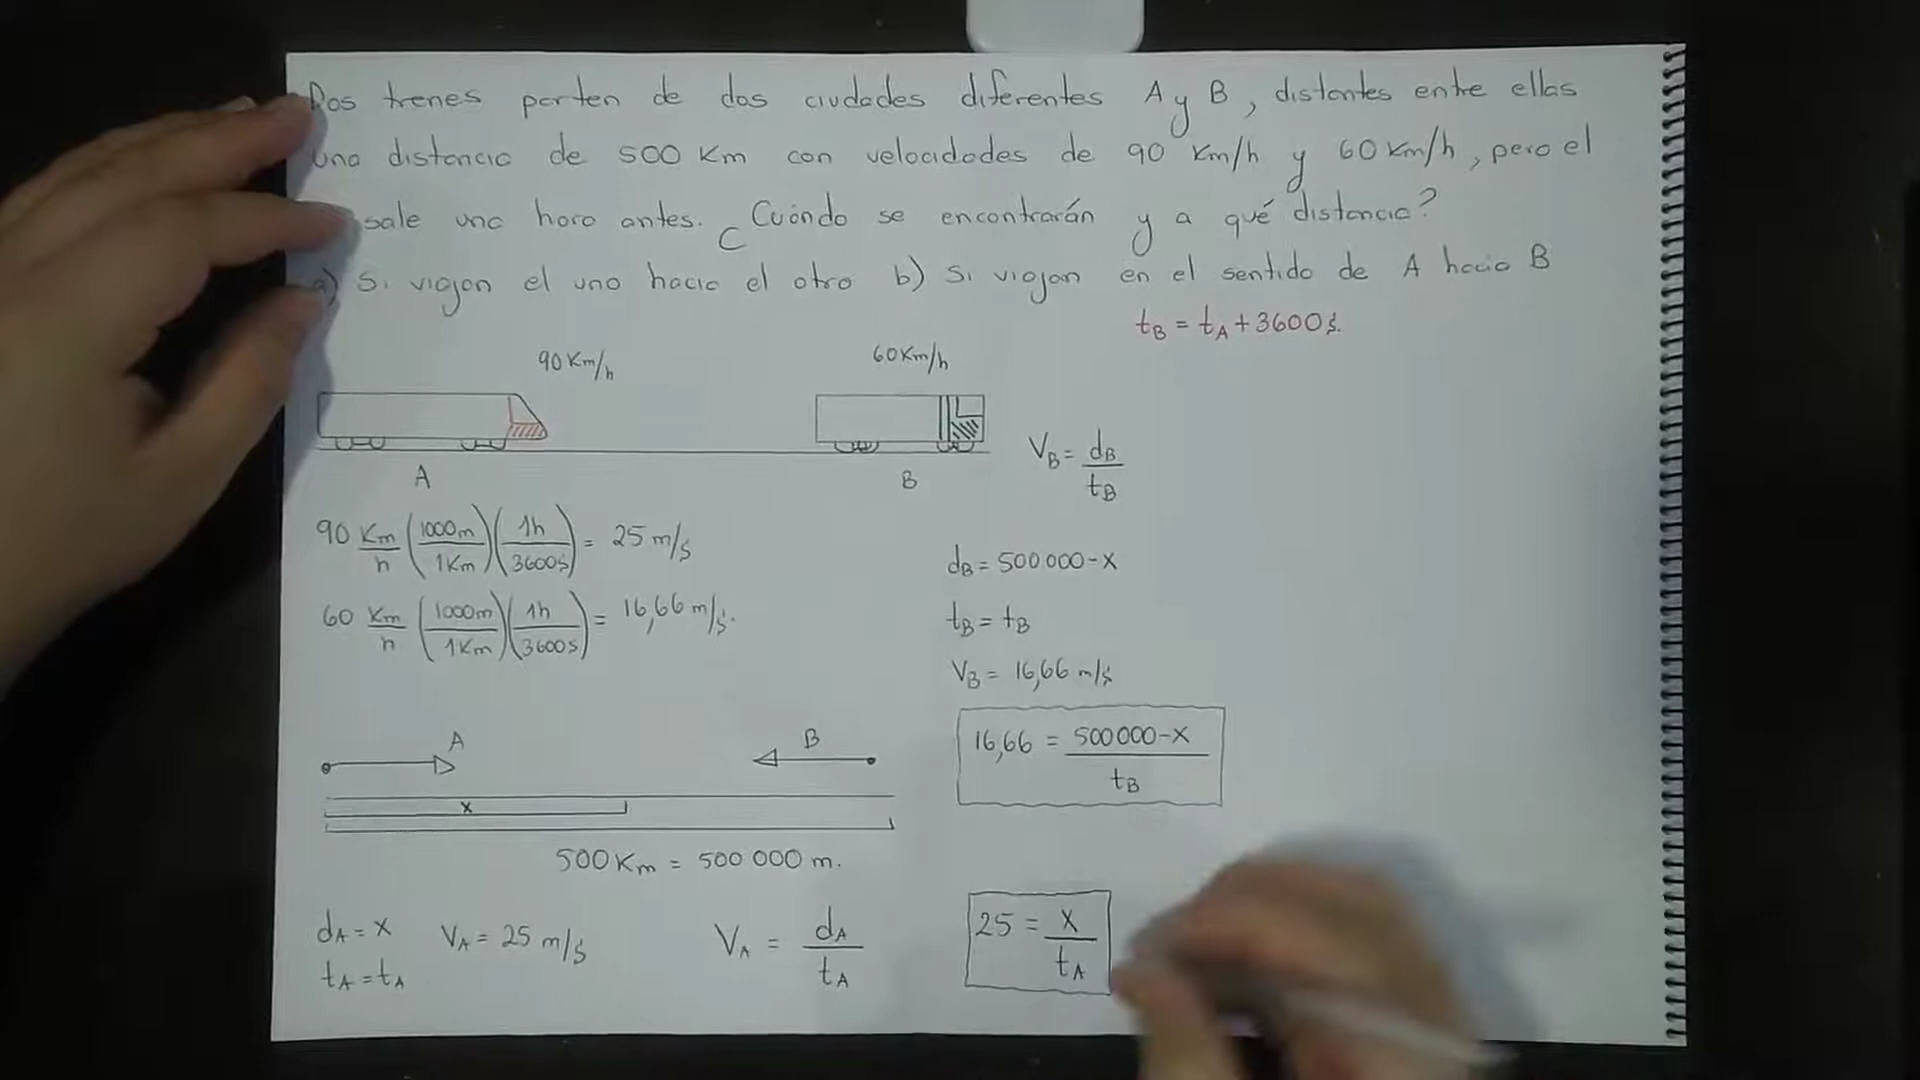 Dos trenes parten de dos ciudades diferentes A y B, distantes entre ellas
una distancia de 500 Km con velocidades de 90 Km/h y 60 Km/h, pero el
sale una hora antes. ¿Cuándo se encontrarán y a qué distancia?
a) Si viajan el uno hacia el otro b) Si viajan en el sentido de A hacia B
tB = tA + 3600 s.
90 Km/h 60 Km/h
A B
VB = dB/tB
90 Km/h (1000m/1Km)(1h/3600s) = 25 m/s
dB = 500 000 - x
60 Km/h (1000m/1Km)(1h/3600s) = 16,66 m/s.
tB = tB
VB = 16,66 m/s
A B
16,66 = 500 000 - x / tB
x
500 Km = 500 000 m.
dA = x VA = 25 m/s VA = dA/tA 25 = x/tA
tA = tA